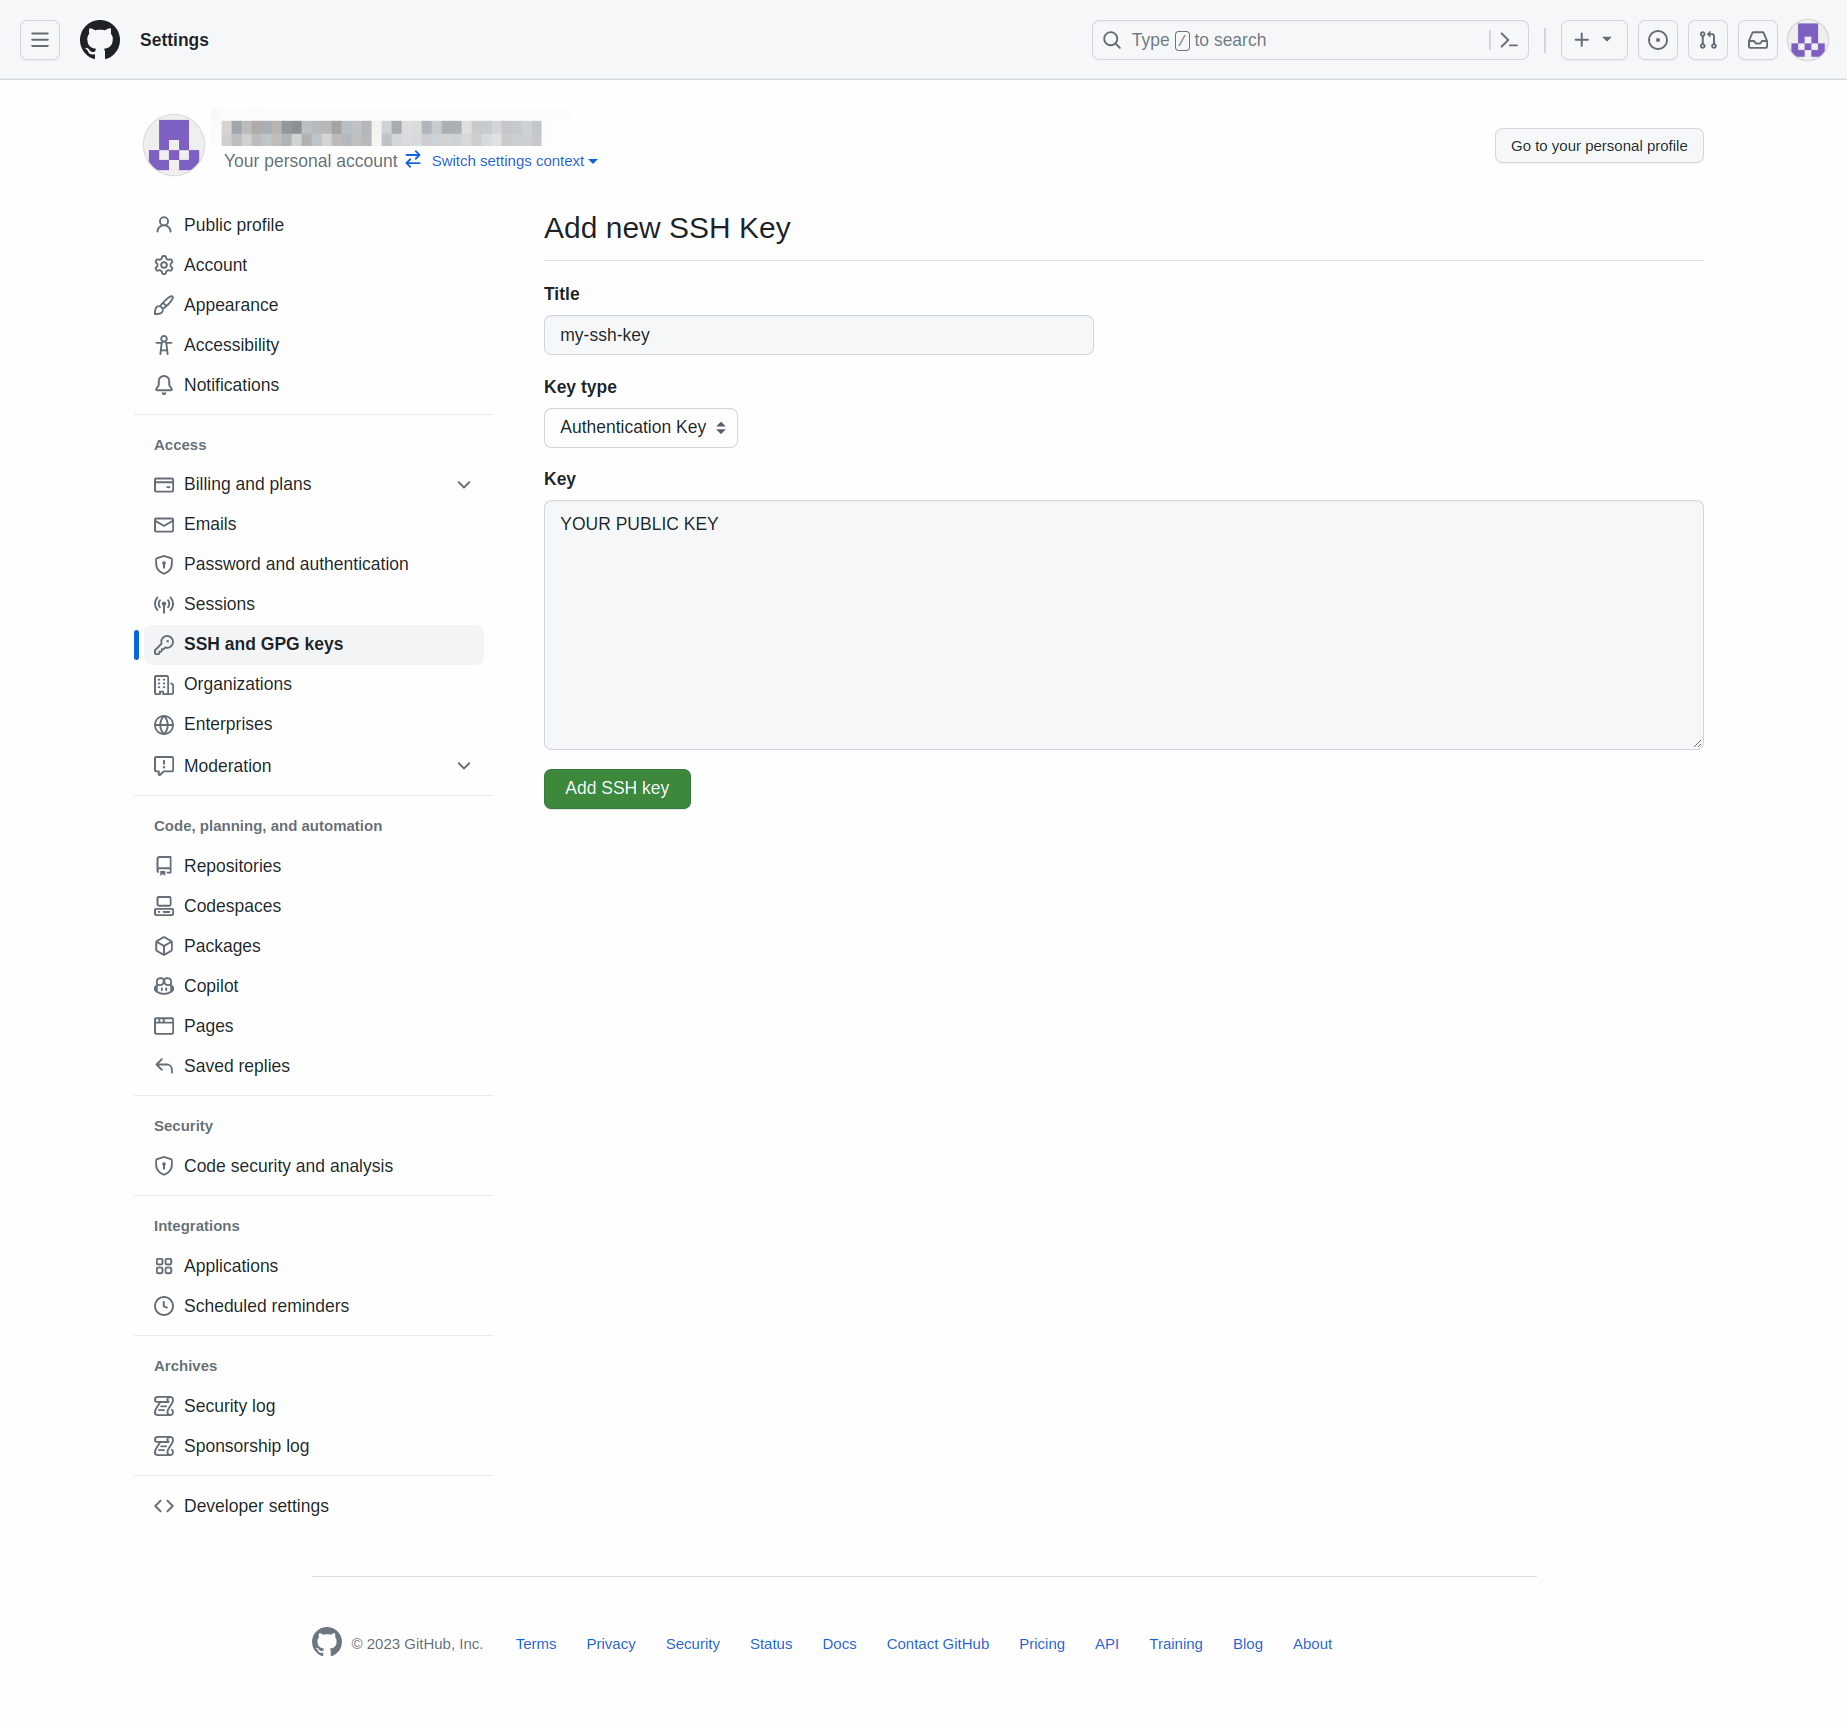 Settings
Type / to search
Your personal account Switch settings context
Go to your personal profile
Public profile
Account
Appearance
Accessibility
Notifications
Access
Billing and plans
Emails
Password and authentication
Sessions
SSH and GPG keys
Organizations
Enterprises
Moderation
Code, planning, and automation
Repositories
Codespaces
Packages
Copilot
Pages
Saved replies
Security
Code security and analysis
Integrations
Applications
Scheduled reminders
Archives
Security log
Sponsorship log
Developer settings
Add new SSH Key
Title
my-ssh-key
Key type
Authentication Key
Key
YOUR PUBLIC KEY
Add SSH key
© 2023 GitHub, Inc. Terms Privacy Security Status Docs Contact GitHub Pricing API Training Blog About